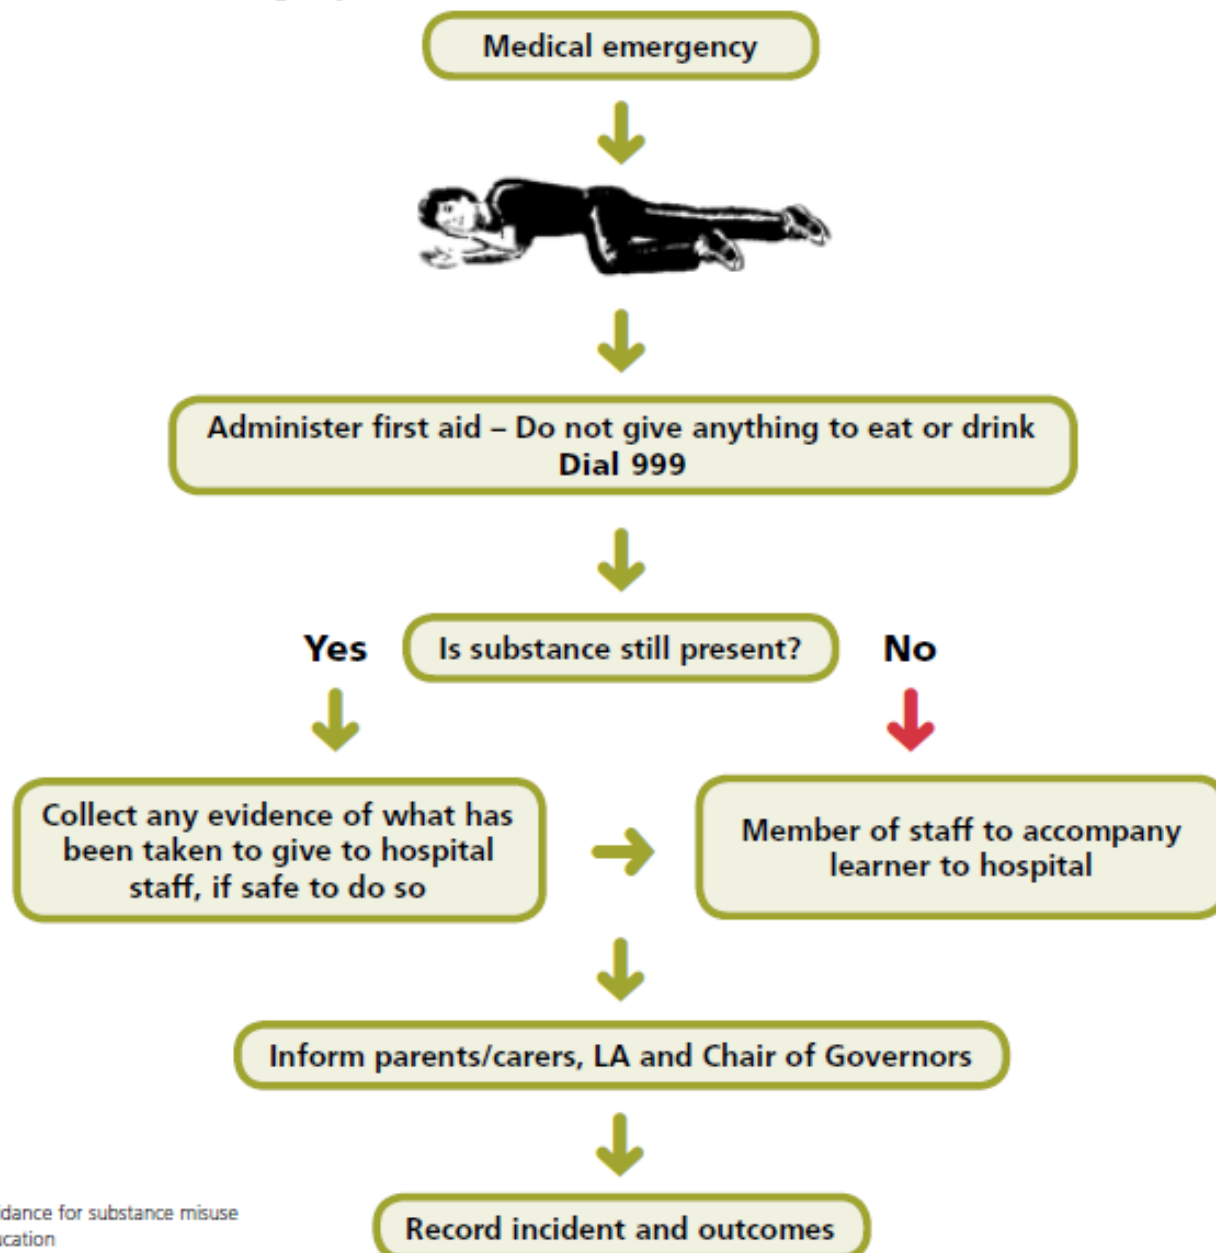 Medical emergency
Administer first aid – Do not give anything to eat or drink
Dial 999
Yes
Is substance still present?
No
Collect any evidence of what has
been taken to give to hospital
staff, if safe to do so
Member of staff to accompany
learner to hospital
Inform parents/carers, LA and Chair of Governors
Record incident and outcomes
for substance misuse